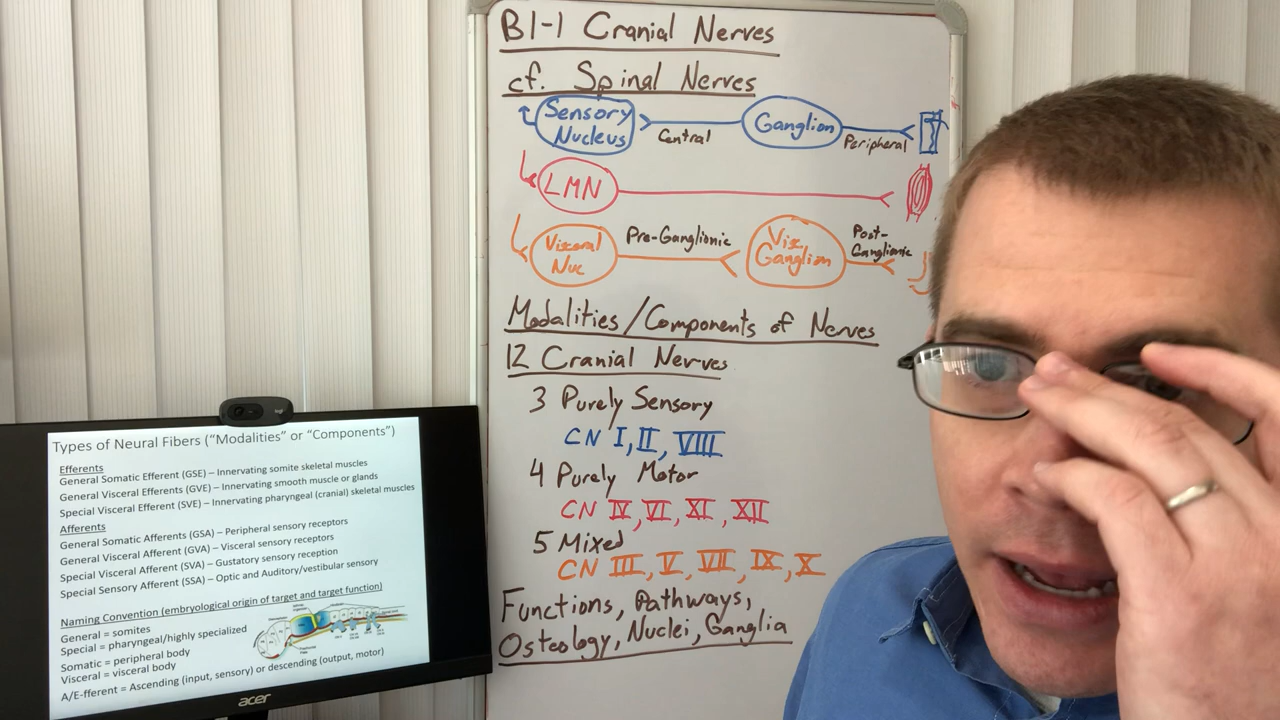 B1-1 Cranial Nerves
cf. Spinal Nerves
Sensory Nucleus
Central
Ganglion
Peripheral
LMN
Visceral Nuc
Pre-Ganglionic
Visc. Ganglion
Post-Ganglionic
Modalities/Components of Nerves
12 Cranial Nerves
3 Purely Sensory
CN I, II, VIII
4 Purely Motor
CN IV, VI, XI, XII
5 Mixed
CN III, V, VII, IX, X
Functions, Pathways,
Osteology, Nuclei, Ganglia
Types of Neural Fibers ("Modalities" or "Components")
Efferents
General Somatic Efferent (GSE) – Innervating somite skeletal muscles
General Visceral Efferents (GVE) – Innervating smooth muscle or glands
Special Visceral Efferent (SVE) – Innervating pharyngeal (cranial) skeletal muscles
Afferents
General Somatic Afferents (GSA) – Peripheral sensory receptors
General Visceral Afferent (GVA) – Visceral sensory receptors
Special Visceral Afferent (SVA) – Gustatory sensory reception
Special Sensory Afferent (SSA) – Optic and Auditory/vestibular sensory
Naming Convention (embryological origin of target and target function)
General = somites
Special = pharyngeal/highly specialized
Somatic = peripheral body
Visceral = visceral body
A/E-fferent = Ascending (input, sensory) or descending (output, motor)
acer
logi